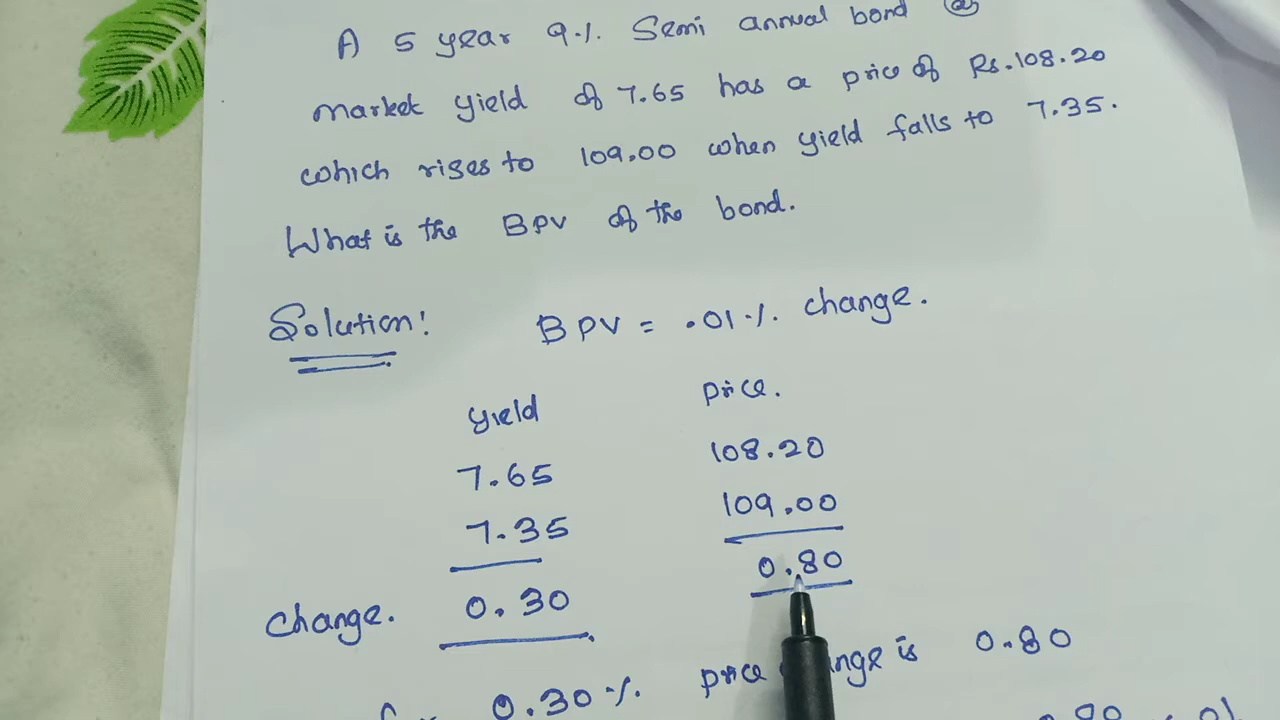 A 5 year 9.1. Semi annual bond @
market yield of 7.65 has a price of Rs.108.20
which rises to 109.00 when yield falls to 7.35.
What is the BPV of the bond.
Solution! BPV = .01.1. change.
yield price.
7.65 108.20
7.35 109.00
change. 0.30 0.80
0.30.1. price is 0.80